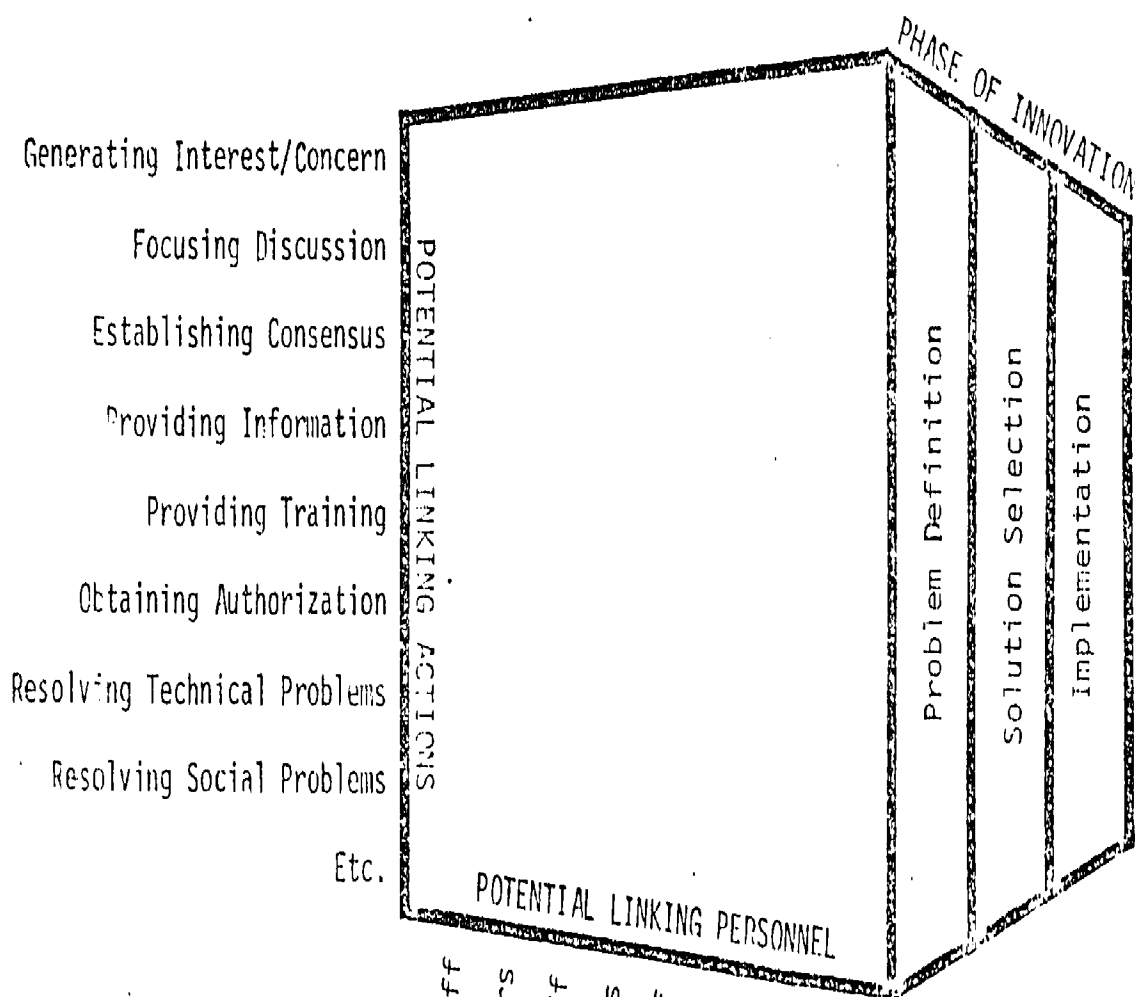 PHASE OF INNOVATION
Generating Interest/Concern
Focusing Discussion
Establishing Consensus
Providing Information
Providing Training
Obtaining Authorization
Resolving Technical Problems
Resolving Social Problems
Etc.
POTENTIAL LINKING ACTIONS
POTENTIAL LINKING PERSONNEL
Problem Definition
Solution Selection
Implementation